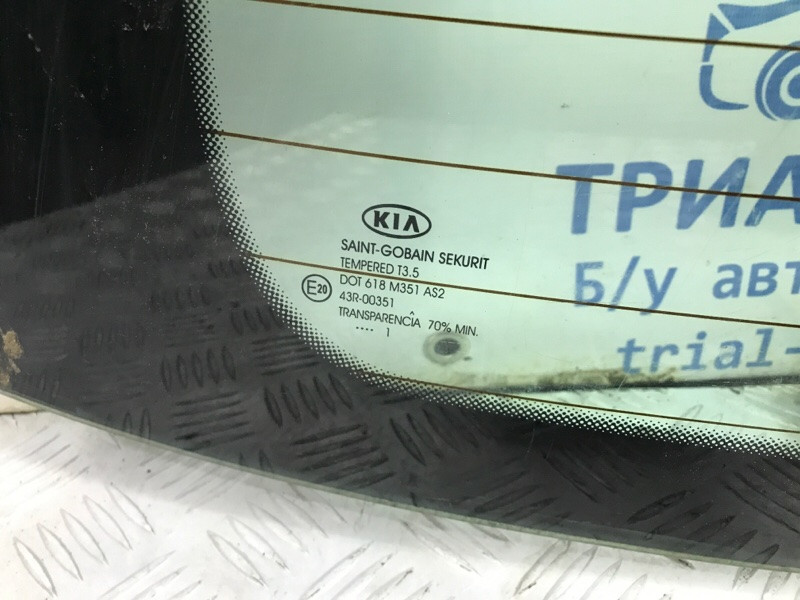 KIA
SAINT-GOBAIN SEKURIT
TEMPERED T3.5
DOT 618 M351 AS2
E20
43R-00351
TRANSPARENCÎA 70% MIN.
.... 1
ТРИА
Б/у авт
trial-